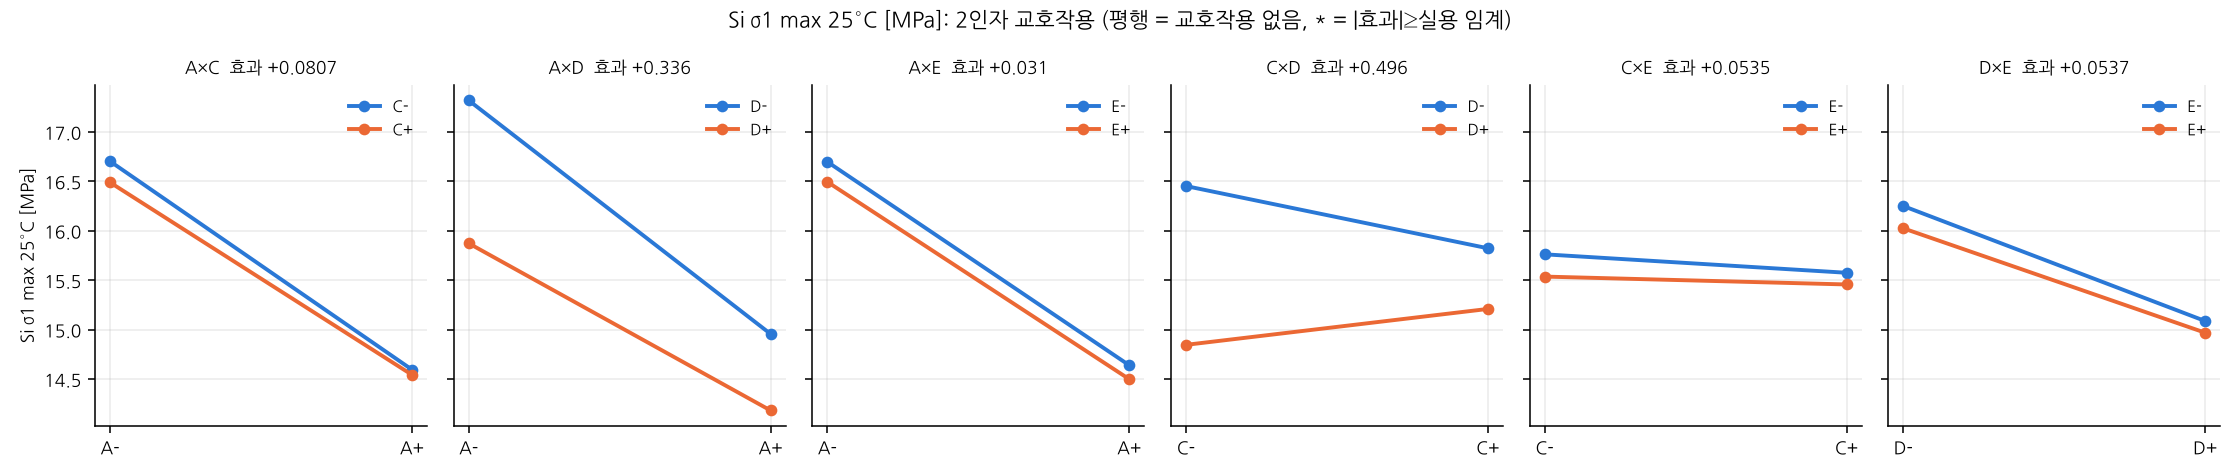 Si σ1 max 25°C [MPa]: 2인자 교호작용 (평행 = 교호작용 없음, * = |효과|≥실용 임계)
A×C 효과 +0.0807
A×D 효과 +0.336
A×E 효과 +0.031
C×D 효과 +0.496
C×E 효과 +0.0535
D×E 효과 +0.0537
Si σ1 max 25°C [MPa]
17.0
16.5
16.0
15.5
15.0
14.5
C-
C+
D-
D+
E-
E+
D-
D+
E-
E+
E-
E+
A- A+
A- A+
A- A+
C- C+
C- C+
D- D+